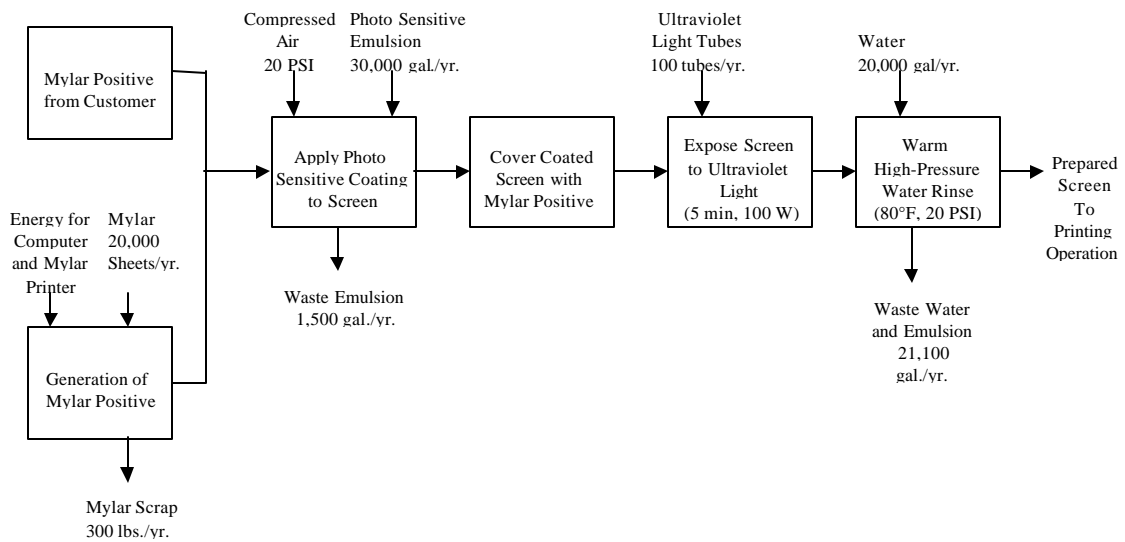 Compressed
Air
20 PSI
Photo Sensitive
Emulsion
30,000 gal./yr.
Ultraviolet
Light Tubes
100 tubes/yr.
Water
20,000 gal/yr.
Mylar Positive
from Customer
Apply Photo
Sensitive Coating
to Screen
Cover Coated
Screen with
Mylar Positive
Expose Screen
to Ultraviolet
Light
(5 min, 100 W)
Warm
High-Pressure
Water Rinse
(80°F, 20 PSI)
Prepared
Screen
To
Printing
Operation
Energy for
Computer
and Mylar
Printer
Mylar
20,000
Sheets/yr.
Waste Emulsion
1,500 gal./yr.
Waste Water
and Emulsion
21,100
gal./yr.
Generation of
Mylar Positive
Mylar Scrap
300 lbs./yr.